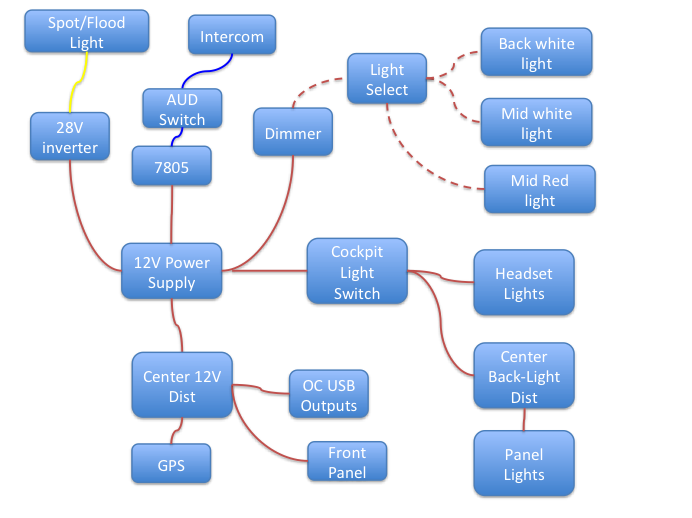 Spot/Flood
Light
Intercom
Back white
light
Light
Select
AUD
Switch
Mid white
light
28V
inverter
Dimmer
7805
Mid Red
light
12V Power
Supply
Cockpit
Light
Switch
Headset
Lights
Center 12V
Dist
OC USB
Outputs
Center
Back-Light
Dist
GPS
Front
Panel
Panel
Lights